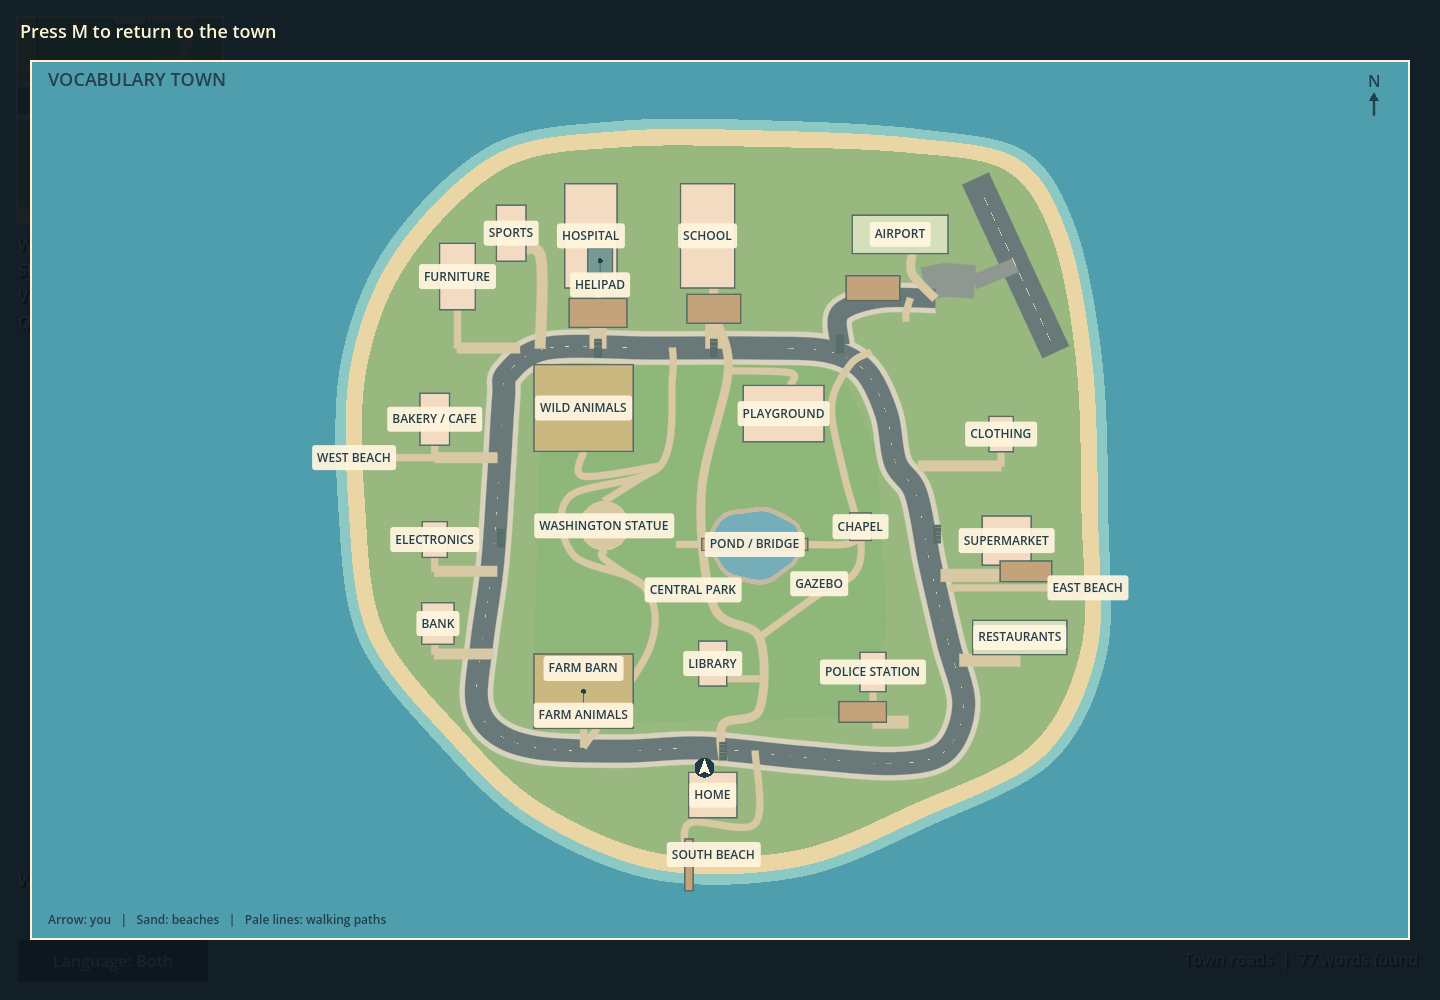 Press M to return to the town
VOCABULARY TOWN
N
SPORTS
HOSPITAL
SCHOOL
AIRPORT
FURNITURE
HELIPAD
WILD ANIMALS
PLAYGROUND
BAKERY / CAFE
CLOTHING
WEST BEACH
WASHINGTON STATUE
CHAPEL
ELECTRONICS
POND / BRIDGE
SUPERMARKET
CENTRAL PARK
GAZEBO
EAST BEACH
BANK
RESTAURANTS
FARM BARN
LIBRARY
POLICE STATION
FARM ANIMALS
HOME
SOUTH BEACH
Arrow: you | Sand: beaches | Pale lines: walking paths
Language: Both
Town roads | 77 words found